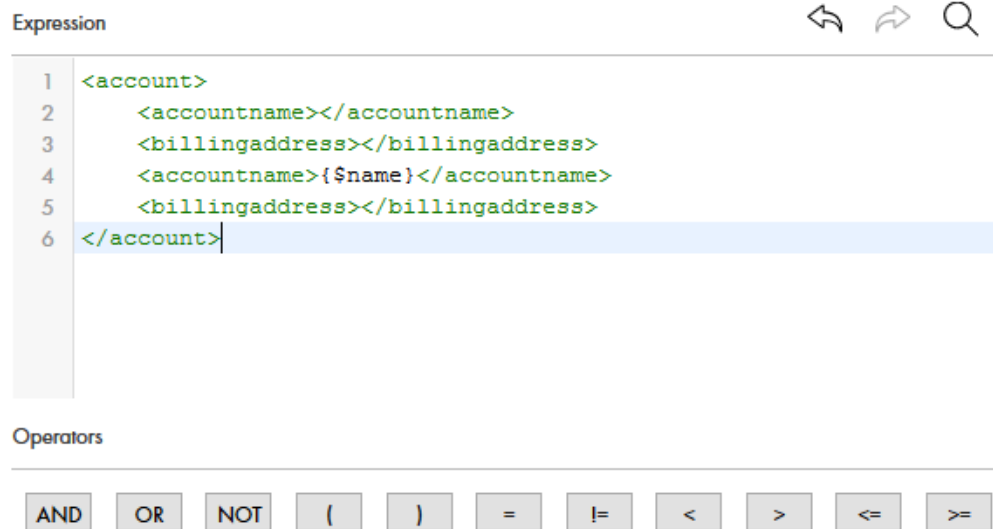 Expression
1 <account>
2 <accountname></accountname>
3 <billingaddress></billingaddress>
4 <accountname>{$name}</accountname>
5 <billingaddress></billingaddress>
6 </account>
Operators
AND OR NOT ( ) = != < > <= >=